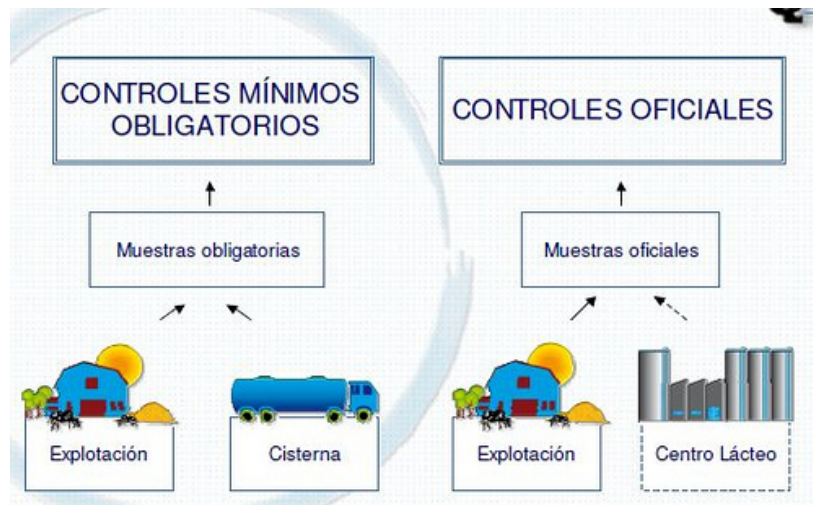 CONTROLES MÍNIMOS
OBLIGATORIOS
CONTROLES OFICIALES
Muestras obligatorias
Muestras oficiales
Explotación
Cisterna
Explotación
Centro Lácteo